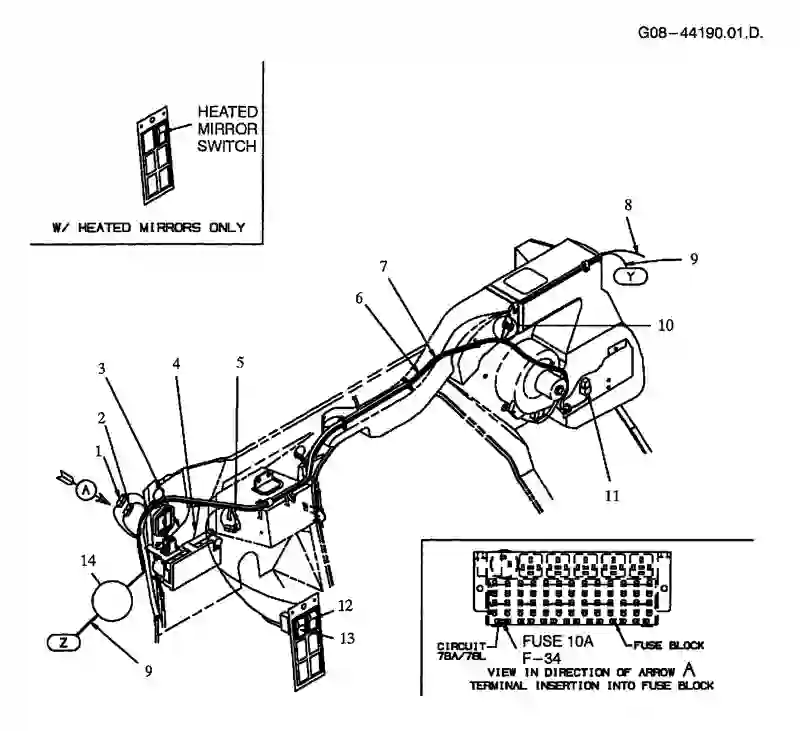 G08-44190.01.D.
HEATED
MIRROR
SWITCH
W/ HEATED MIRRORS ONLY
8
9
Y
7
6
10
3
4
5
2
1
A
11
14
Z
9
12
13
CIRCUIT
78A/78L
FUSE 10A
F-34
FUSE BLOCK
VIEW IN DIRECTION OF ARROW A
TERMINAL INSERTION INTO FUSE BLOCK